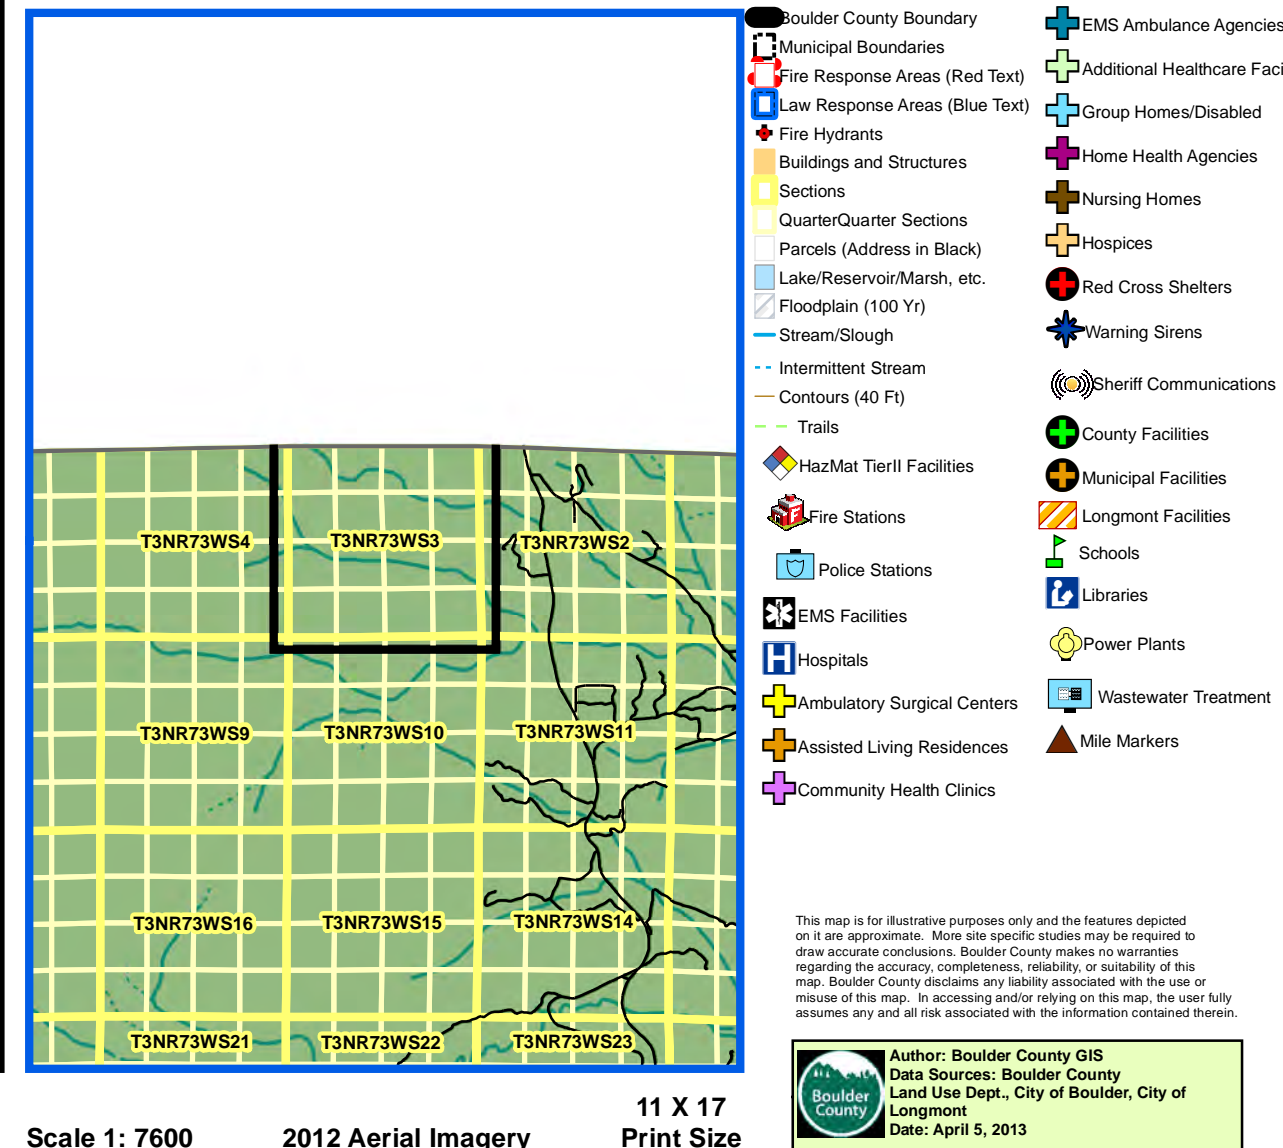 Boulder County Boundary
Municipal Boundaries
Fire Response Areas (Red Text)
Law Response Areas (Blue Text)
Fire Hydrants
Buildings and Structures
Sections
QuarterQuarter Sections
Parcels (Address in Black)
Lake/Reservoir/Marsh, etc.
Floodplain (100 Yr)
Stream/Slough
Intermittent Stream
Contours (40 Ft)
Trails
HazMat TierII Facilities
Fire Stations
Police Stations
EMS Facilities
Hospitals
Ambulatory Surgical Centers
Assisted Living Residences
Community Health Clinics
EMS Ambulance Agencies
Additional Healthcare Faci
Group Homes/Disabled
Home Health Agencies
Nursing Homes
Hospices
Red Cross Shelters
Warning Sirens
Sheriff Communications
County Facilities
Municipal Facilities
Longmont Facilities
Schools
Libraries
Power Plants
Wastewater Treatment
Mile Markers
T3NR73WS4
T3NR73WS3
T3NR73WS2
T3NR73WS9
T3NR73WS10
T3NR73WS11
T3NR73WS16
T3NR73WS15
T3NR73WS14
T3NR73WS21
T3NR73WS22
T3NR73WS23
This map is for illustrative purposes only and the features depicted
on it are approximate. More site specific studies may be required to
draw accurate conclusions. Boulder County makes no warranties
regarding the accuracy, completeness, reliability, or suitability of this
map. Boulder County disclaims any liability associated with the use or
misuse of this map. In accessing and/or relying on this map, the user fully
assumes any and all risk associated with the information contained therein.
Boulder
County
Author: Boulder County GIS
Data Sources: Boulder County
Land Use Dept., City of Boulder, City of
Longmont
Date: April 5, 2013
Scale 1: 7600
2012 Aerial Imagery
11 X 17
Print Size